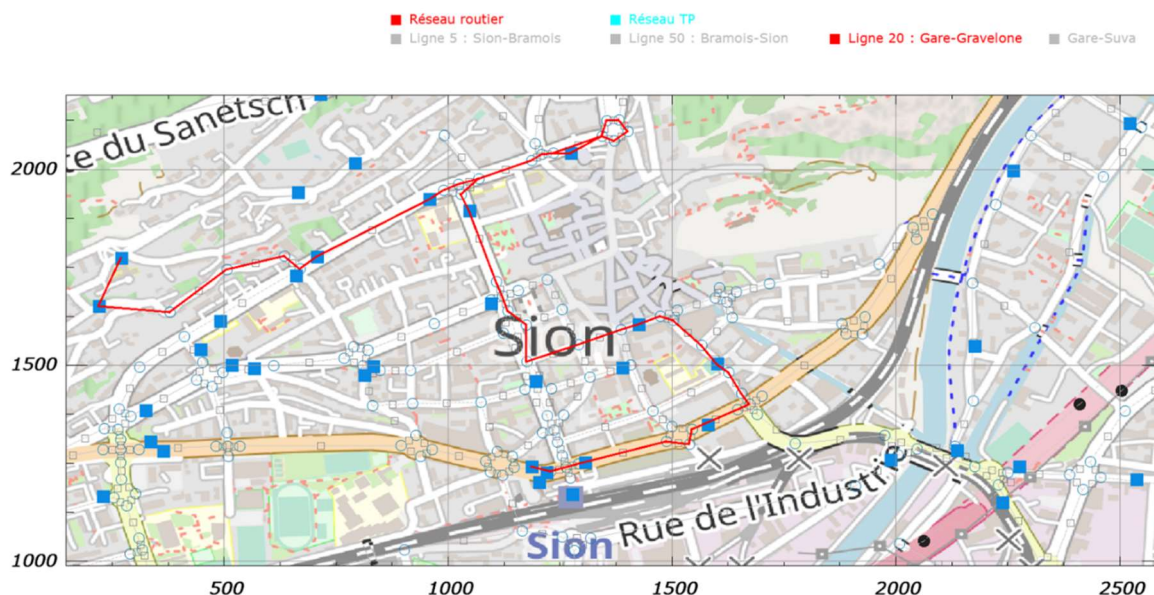 Réseau routier Réseau TP
Ligne 5 : Sion-Bramois Ligne 50 : Bramois-Sion Ligne 20 : Gare-Gravelone Gare-Suva
te du Sanetsch
2000
Sion
1500
Rue de l'Industrie
Sion
1000
500 1000 1500 2000 2500